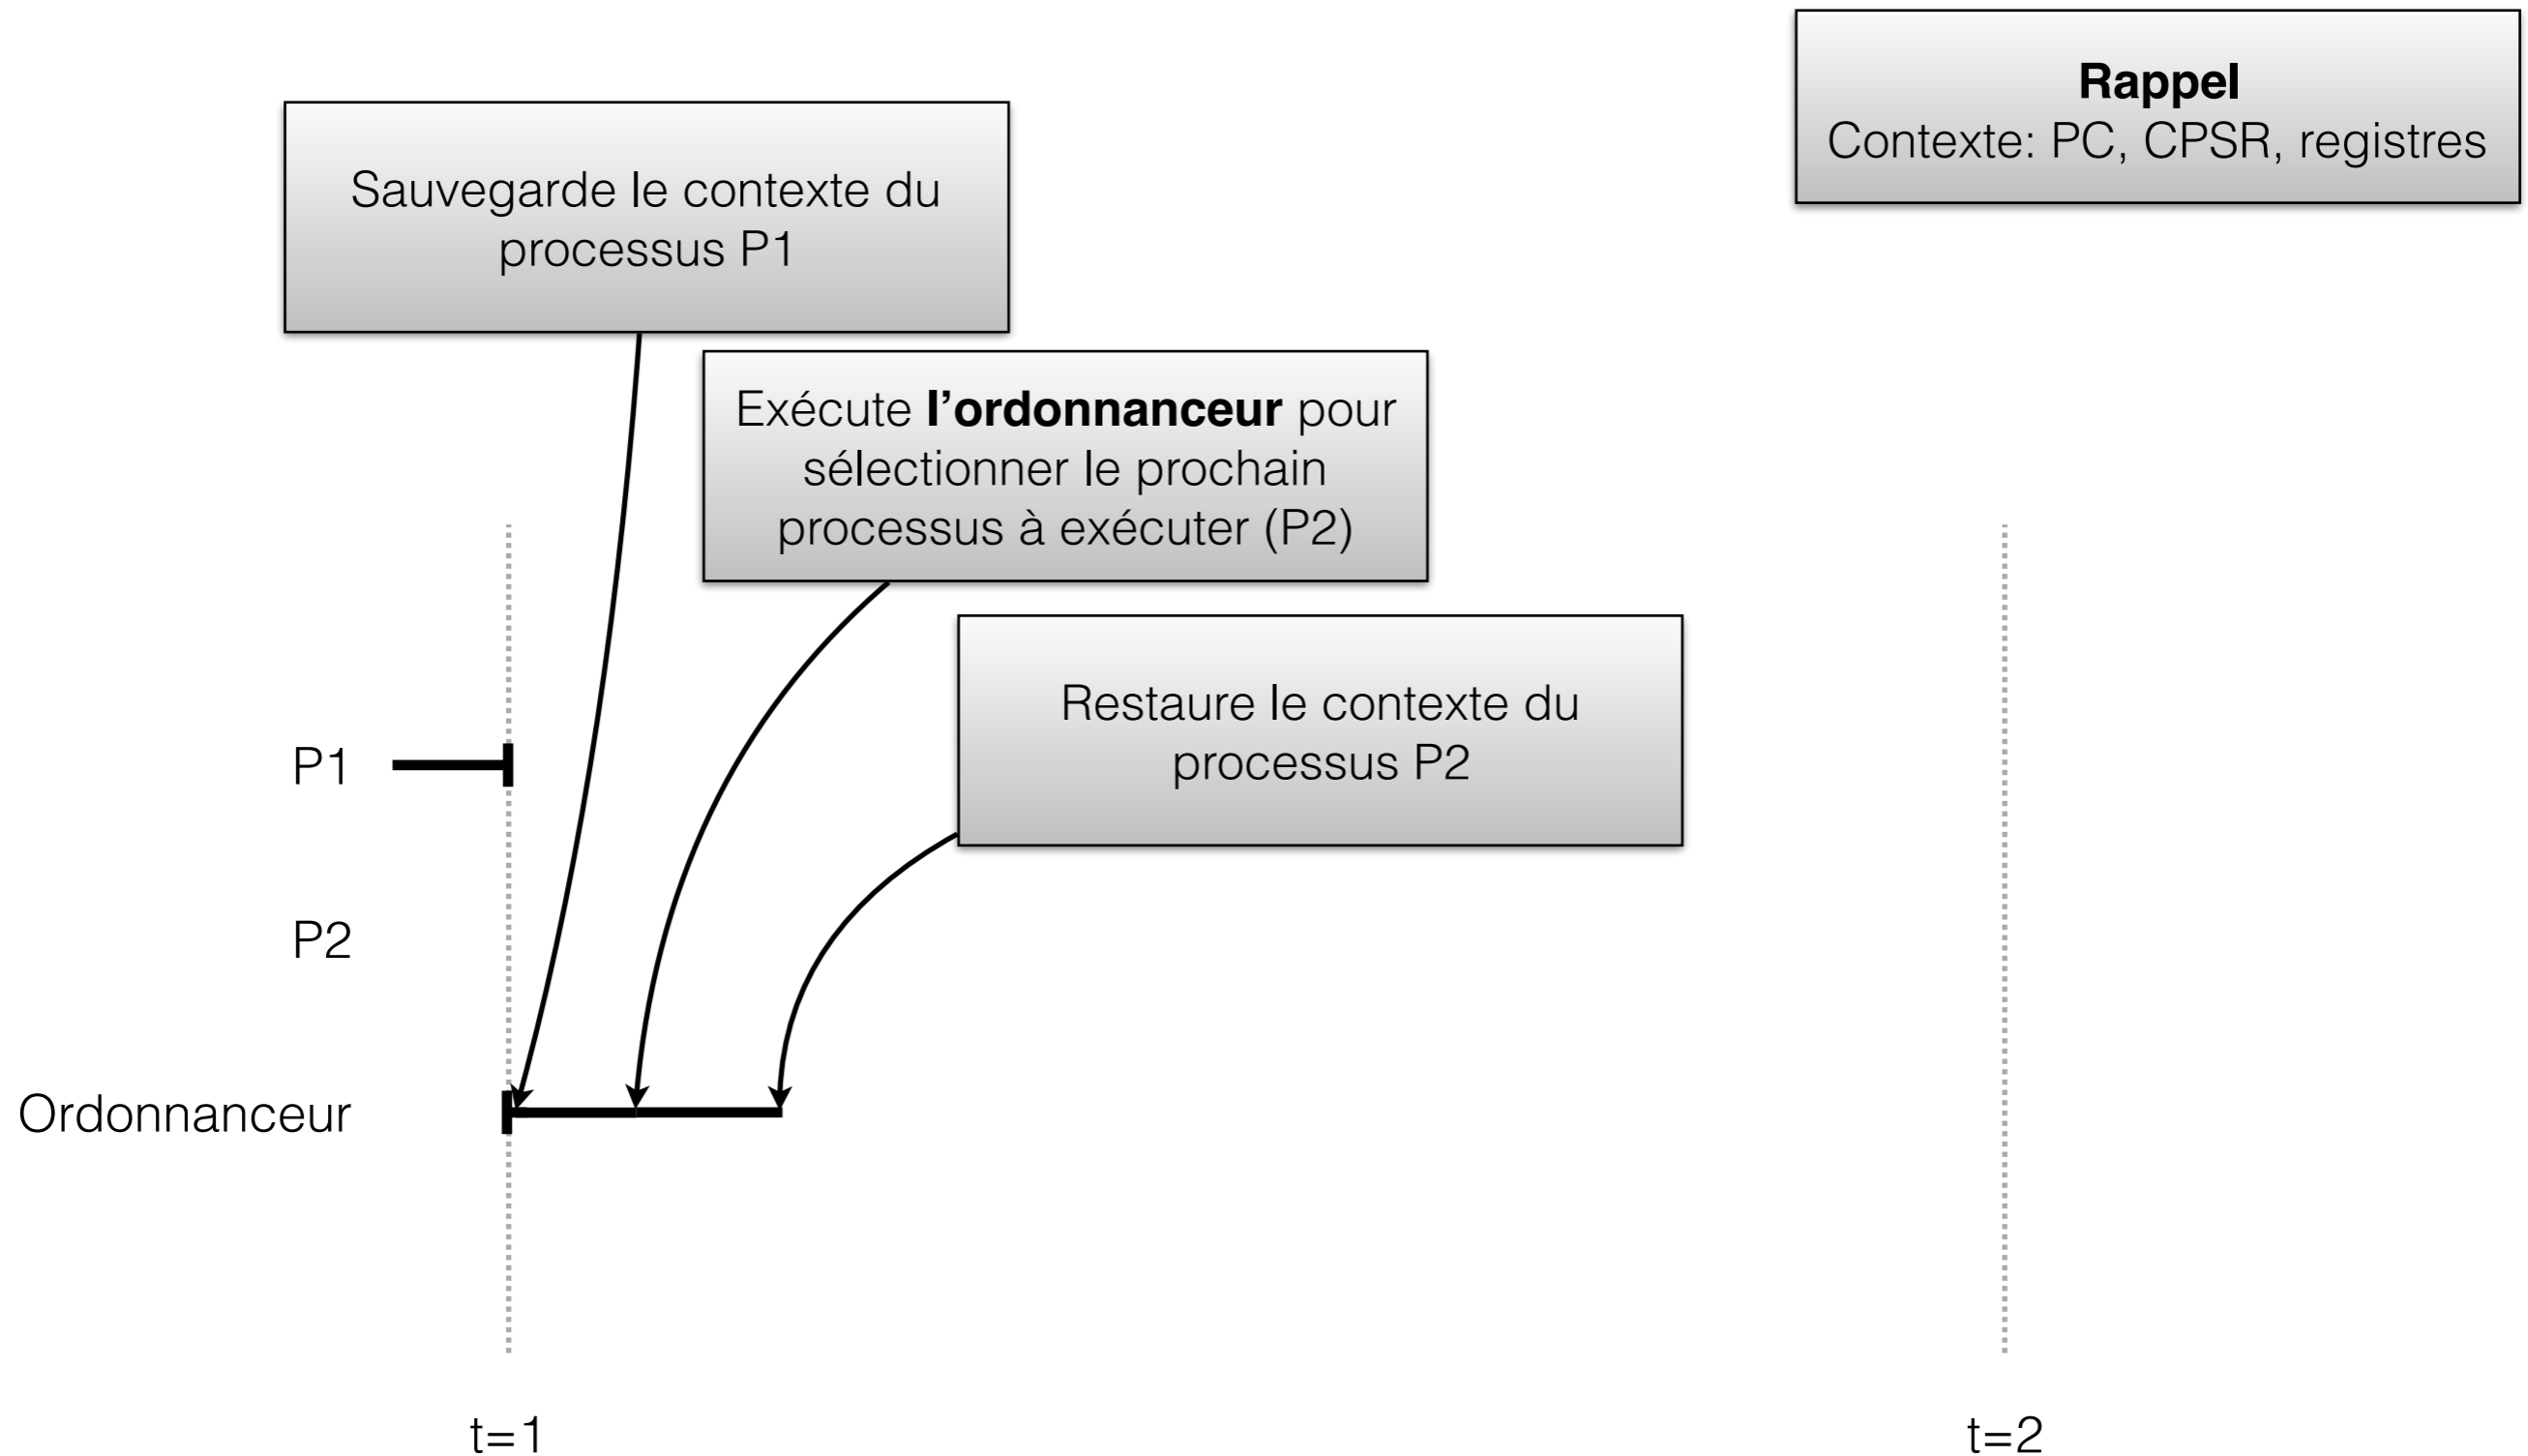 Rappel
Contexte: PC, CPSR, registres
Sauvegarde le contexte du
processus P1
Exécute l’ordonnanceur pour
sélectionner le prochain
processus à exécuter (P2)
Restaure le contexte du
processus P2
P1
P2
Ordonnanceur
t=1
t=2